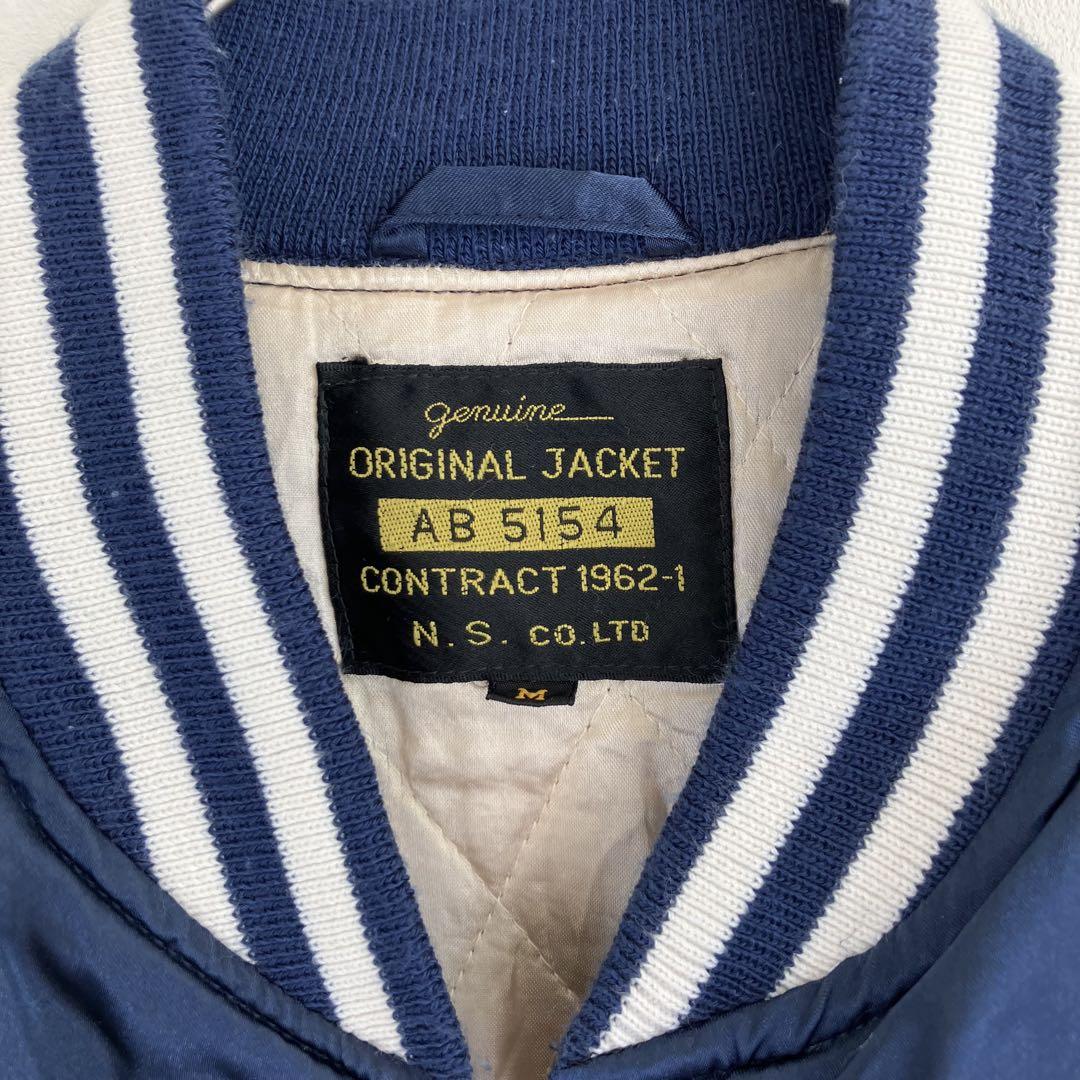 genuine
ORIGINAL JACKET
AB 5154
CONTRACT 1962-1
N. S. CO. LTD
M